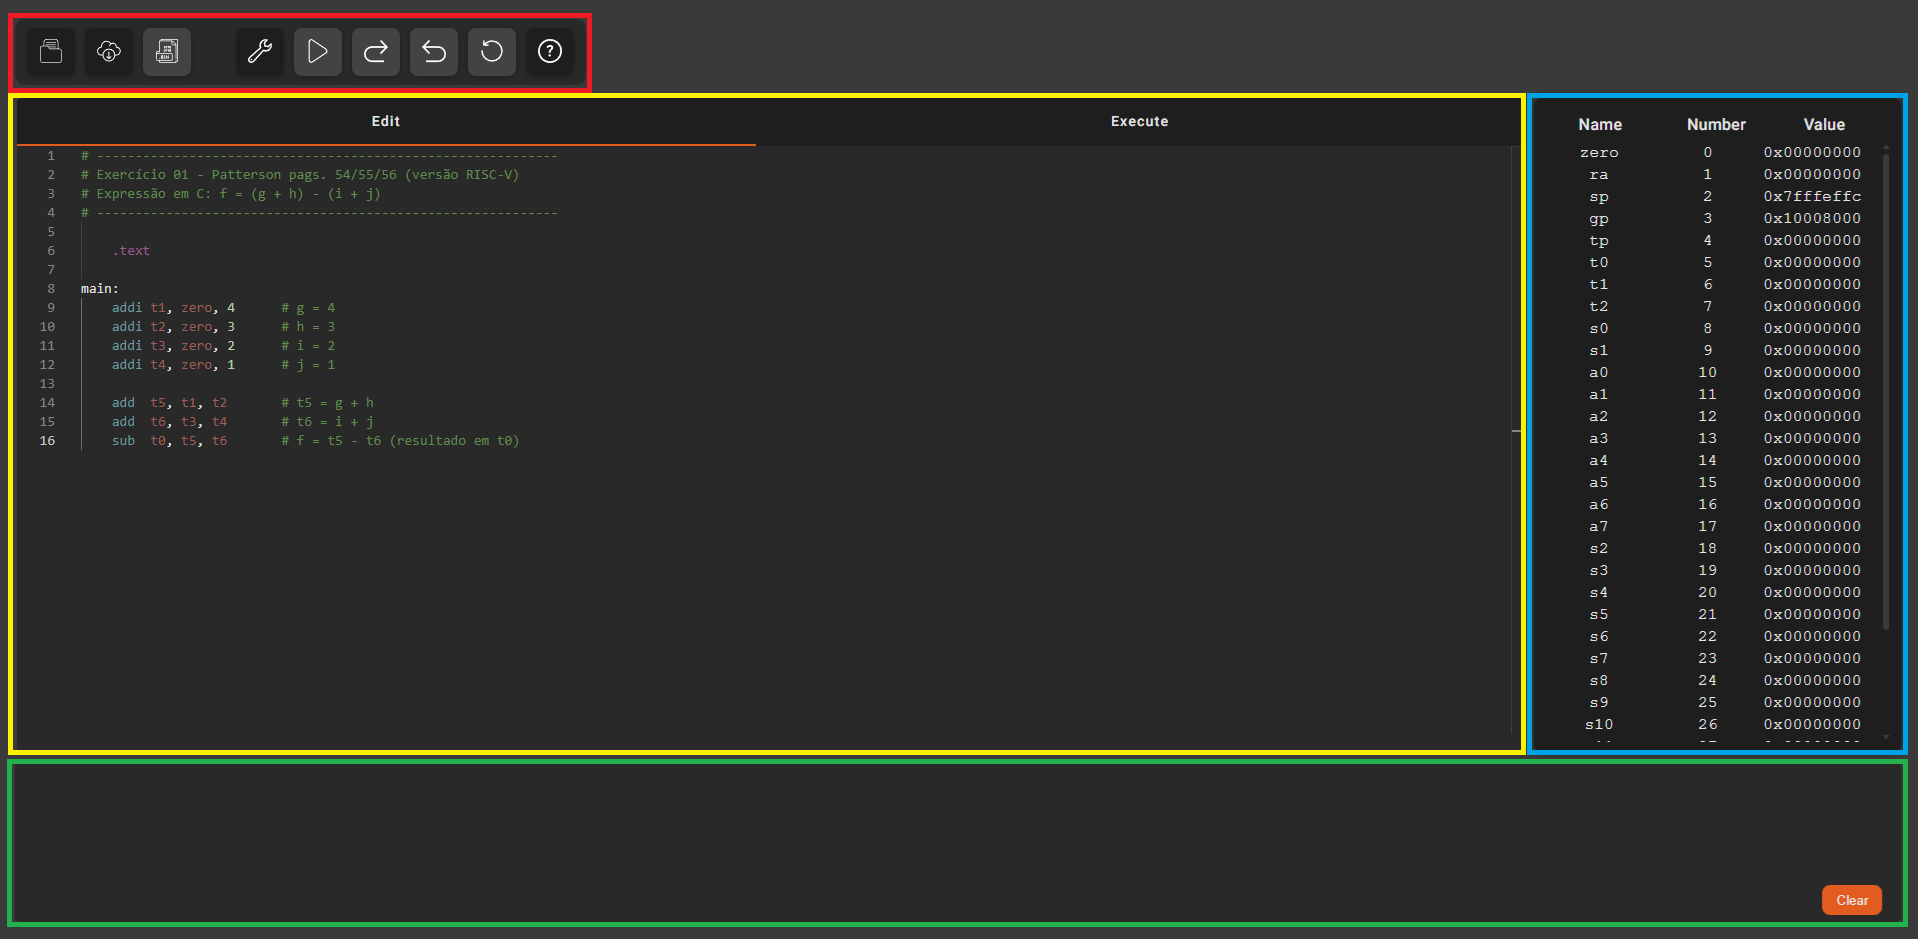 Edit Execute
1 # ------------------------------------------------------------
2 # Exercício 01 - Patterson pags. 54/55/56 (versão RISC-V)
3 # Expressão em C: f = (g + h) - (i + j)
4 # ------------------------------------------------------------
5
6 .text
7
8 main:
9 addi t1, zero, 4 # g = 4
10 addi t2, zero, 3 # h = 3
11 addi t3, zero, 2 # i = 2
12 addi t4, zero, 1 # j = 1
13
14 add t5, t1, t2 # t5 = g + h
15 add t6, t3, t4 # t6 = i + j
16 sub t0, t5, t6 # f = t5 - t6 (resultado em t0)
Name Number Value
zero 0 0x00000000
ra 1 0x00000000
sp 2 0x7fffeffc
gp 3 0x10008000
tp 4 0x00000000
t0 5 0x00000000
t1 6 0x00000000
t2 7 0x00000000
s0 8 0x00000000
s1 9 0x00000000
a0 10 0x00000000
a1 11 0x00000000
a2 12 0x00000000
a3 13 0x00000000
a4 14 0x00000000
a5 15 0x00000000
a6 16 0x00000000
a7 17 0x00000000
s2 18 0x00000000
s3 19 0x00000000
s4 20 0x00000000
s5 21 0x00000000
s6 22 0x00000000
s7 23 0x00000000
s8 24 0x00000000
s9 25 0x00000000
s10 26 0x00000000
Clear